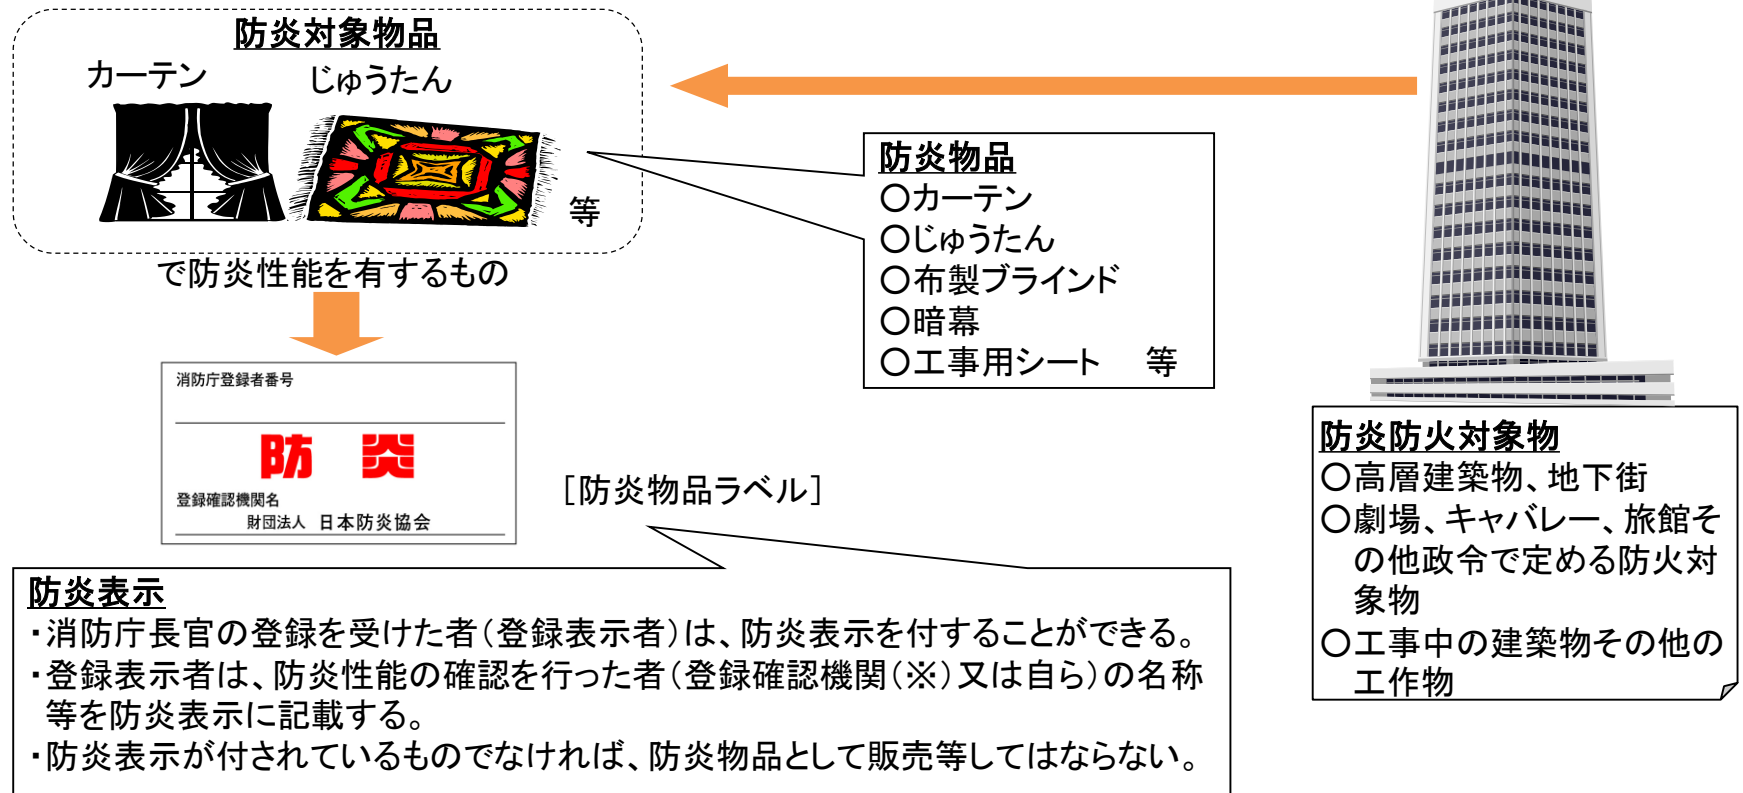 防炎対象物品
カーテン
じゅうたん
等
で防炎性能を有するもの
防炎物品
○カーテン
○じゅうたん
○布製ブラインド
○暗幕
○工事用シート　等
消防庁登録者番号
防 炎
登録確認機関名
財団法人 日本防炎協会
[防炎物品ラベル]
防炎防火対象物
○高層建築物、地下街
○劇場、キャバレー、旅館そ
の他政令で定める防火対
象物
○工事中の建築物その他の
工作物
防炎表示
・消防庁長官の登録を受けた者(登録表示者)は、防炎表示を付することができる。
・登録表示者は、防炎性能の確認を行った者(登録確認機関(※)又は自ら)の名称
等を防炎表示に記載する。
・防炎表示が付されているものでなければ、防炎物品として販売等してはならない。